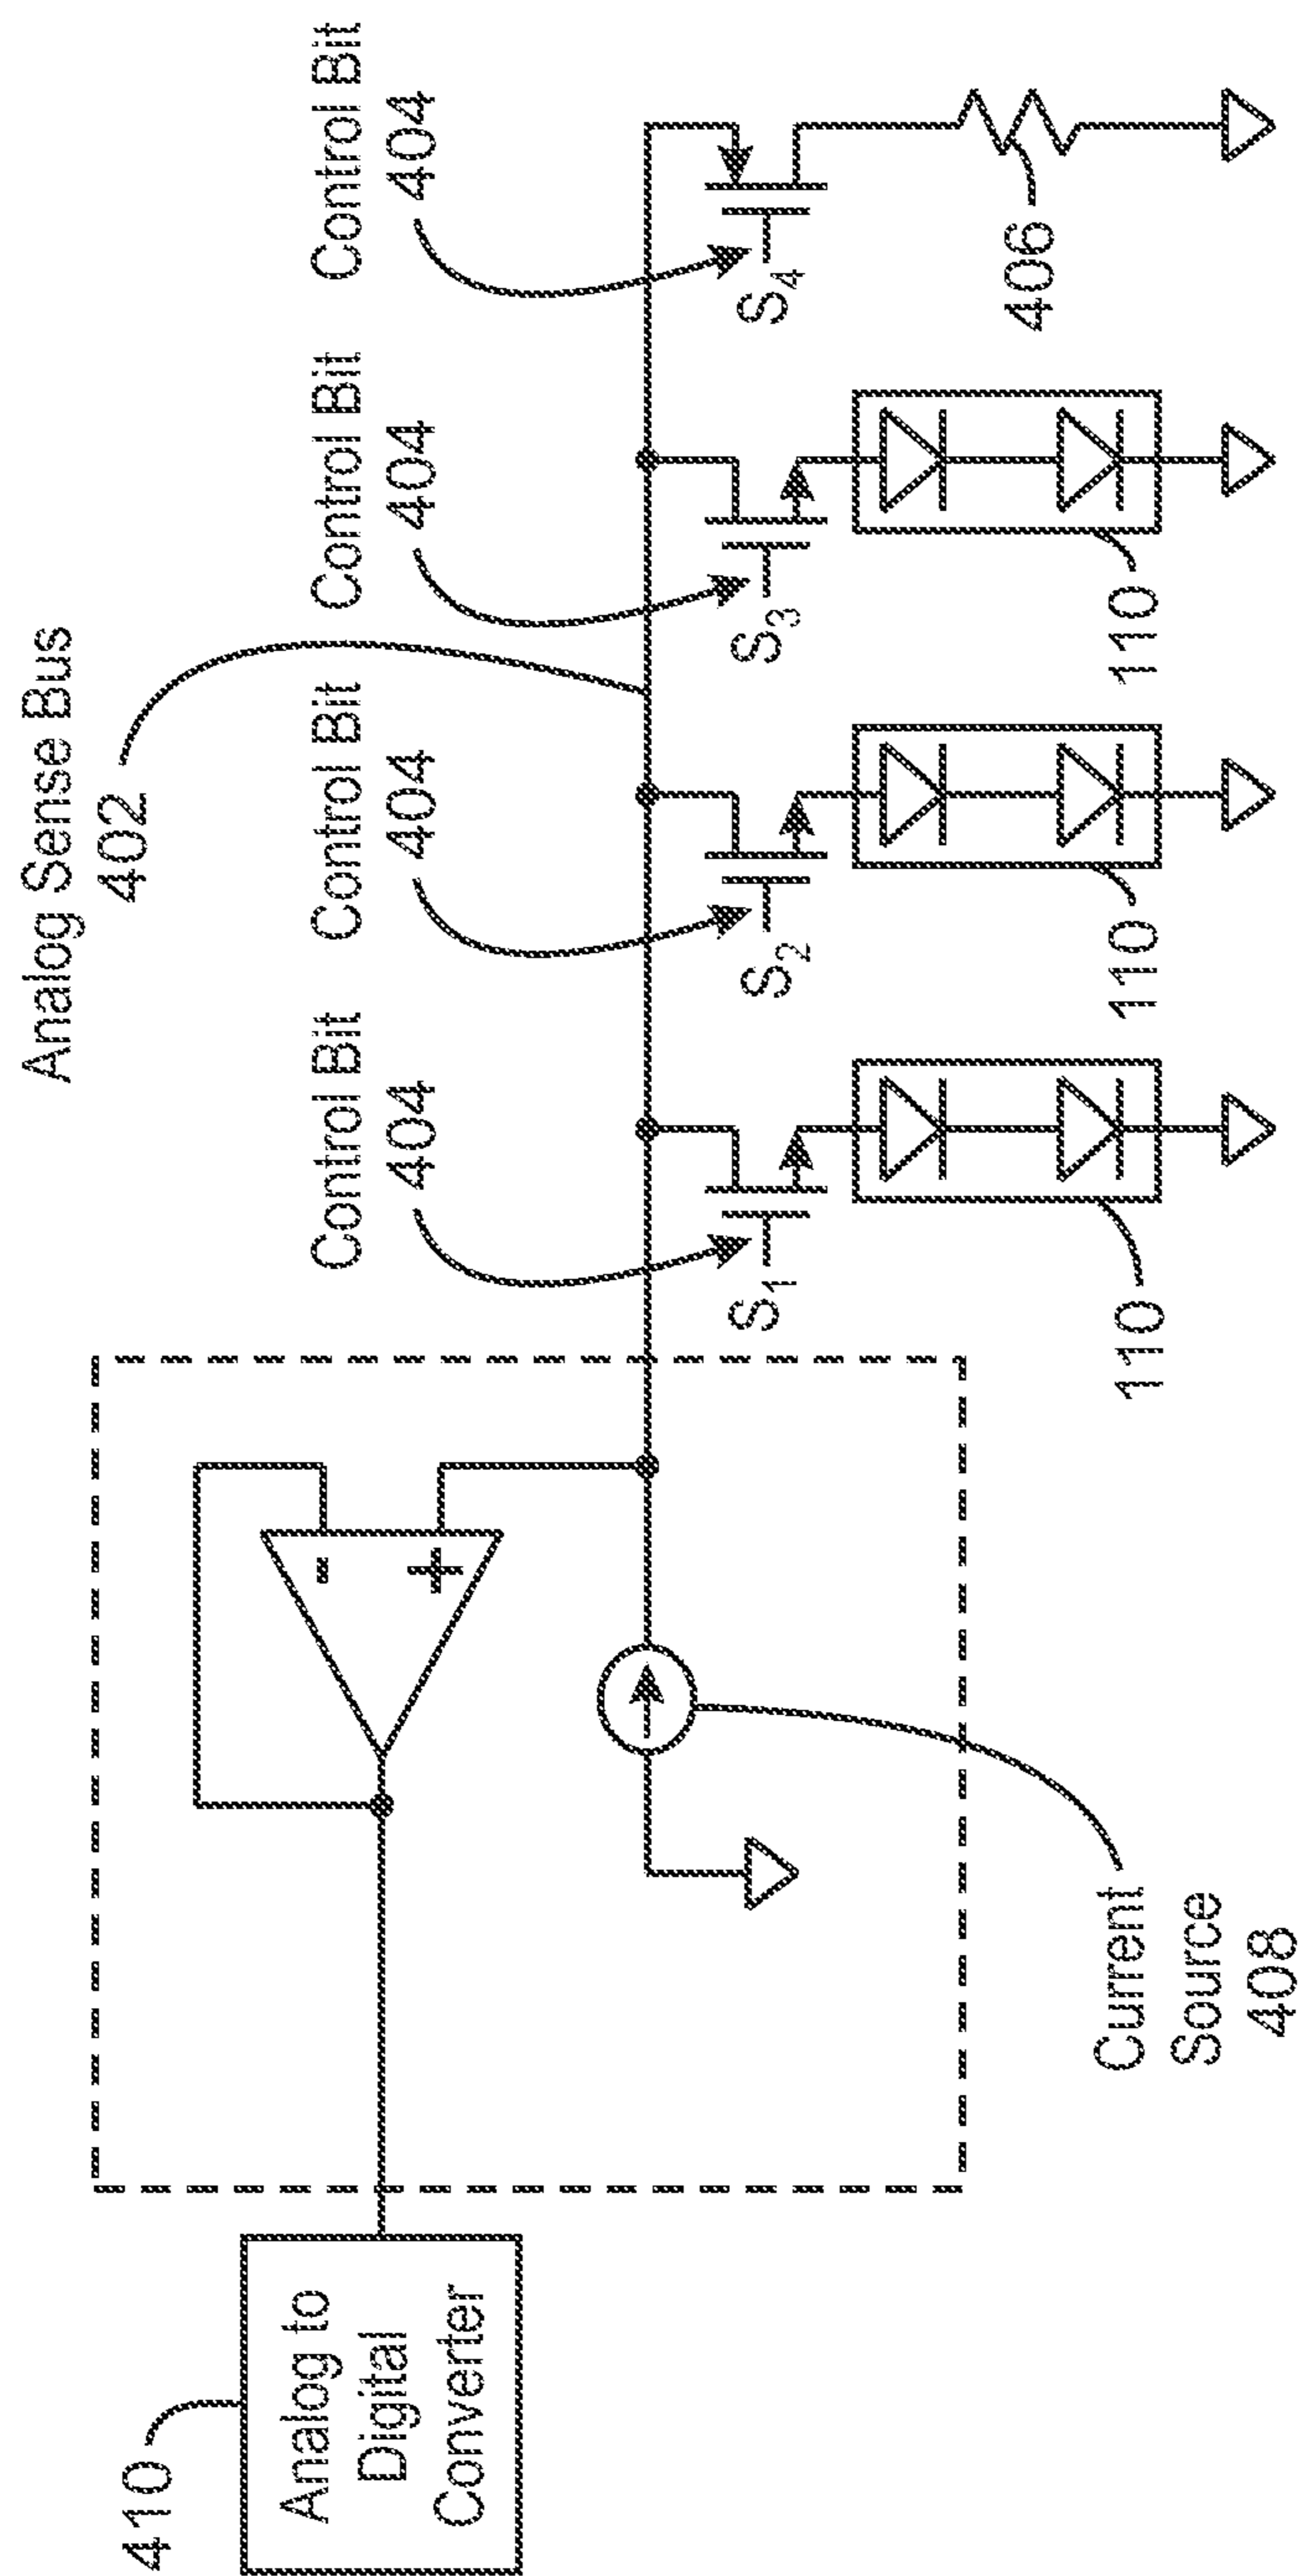 Analog Sense Bus
402
Control Bit
404
Control Bit
404
Control Bit
404
Control Bit
404
S1
S2
S3
S4
-
+
110
110
110
406
410
Analog to
Digital
Converter
Current
Source
408